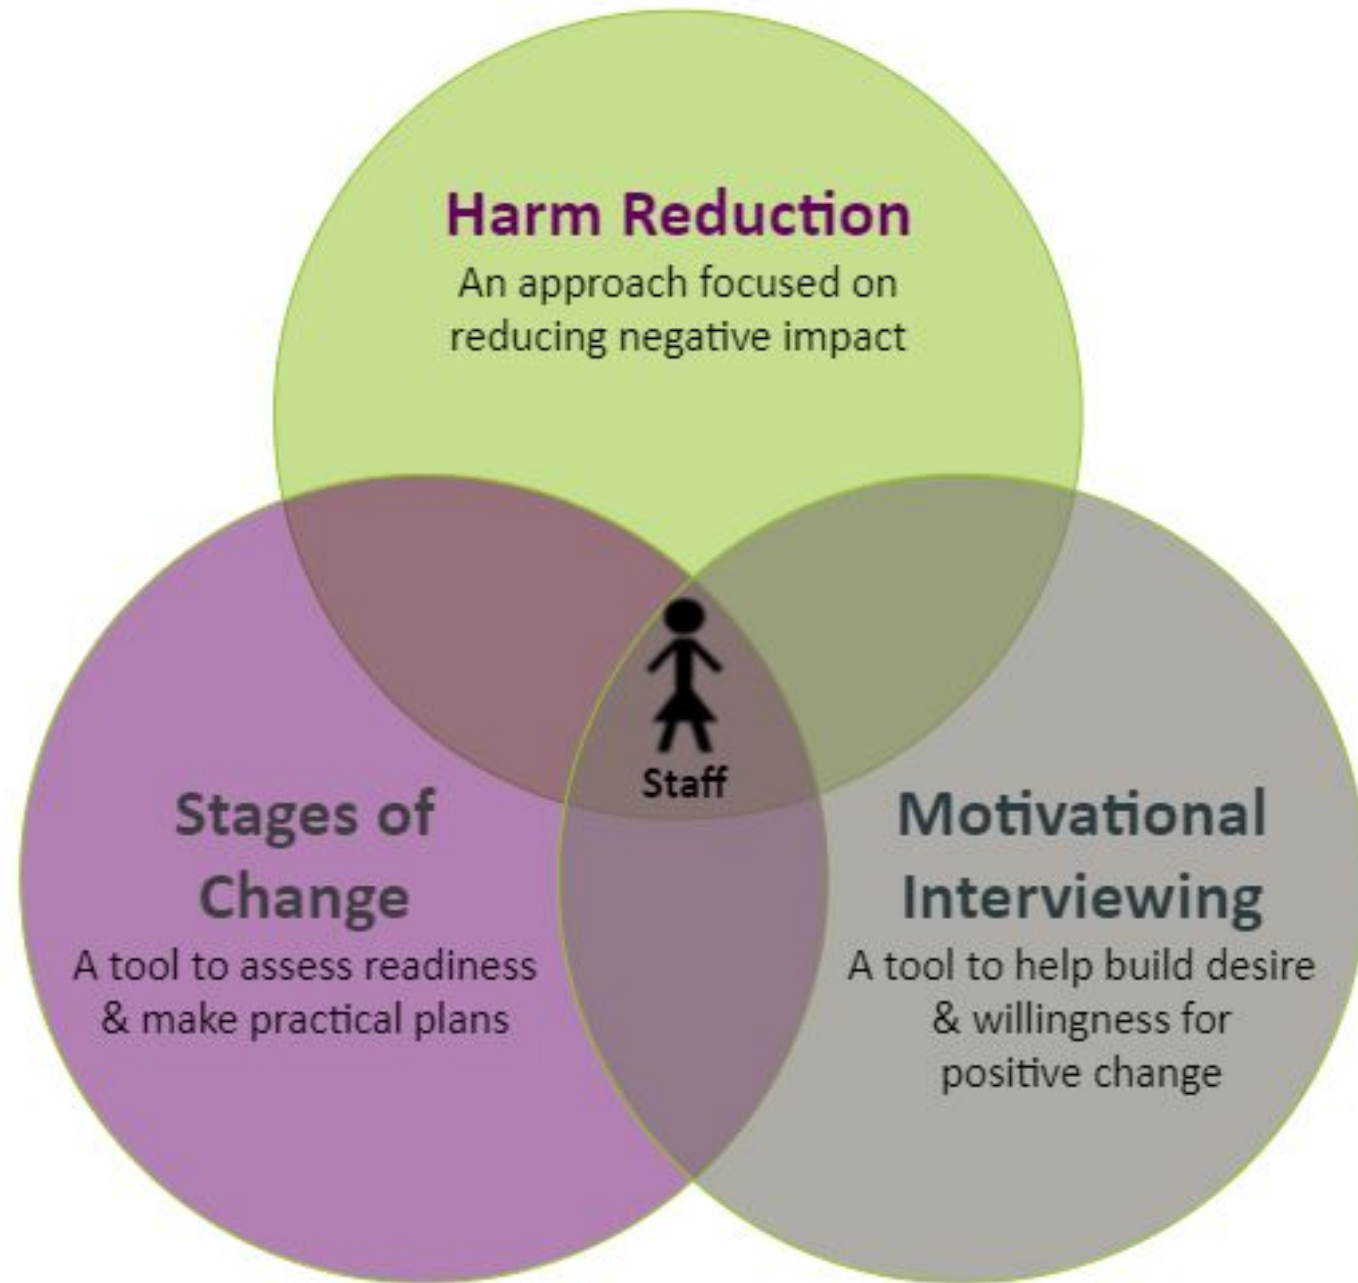 Harm Reduction
An approach focused on
reducing negative impact
Staff
Stages of
Change
A tool to assess readiness
& make practical plans
Motivational
Interviewing
A tool to help build desire
& willingness for
positive change